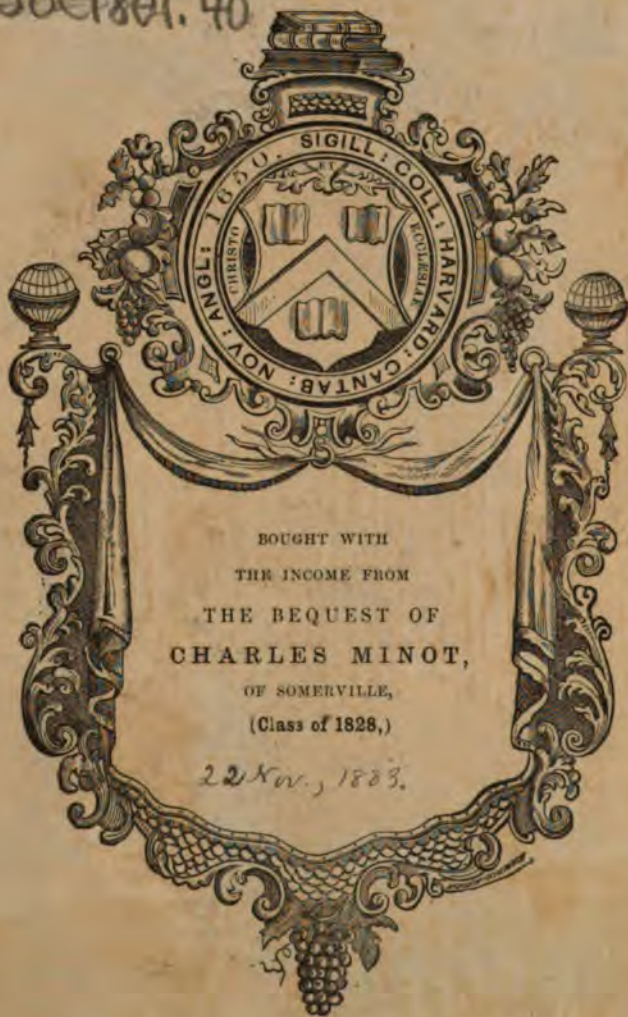 SIGILL: COLL: HARVARD: CANTAB: NOV: ANGL: 1650.
ET
CHRISTO
ECCLESIAE
BOUGHT WITH
THE INCOME FROM
THE BEQUEST OF
CHARLES MINOT,
OF SOMERVILLE,
(Class of 1828,)
22 Nov., 1883.